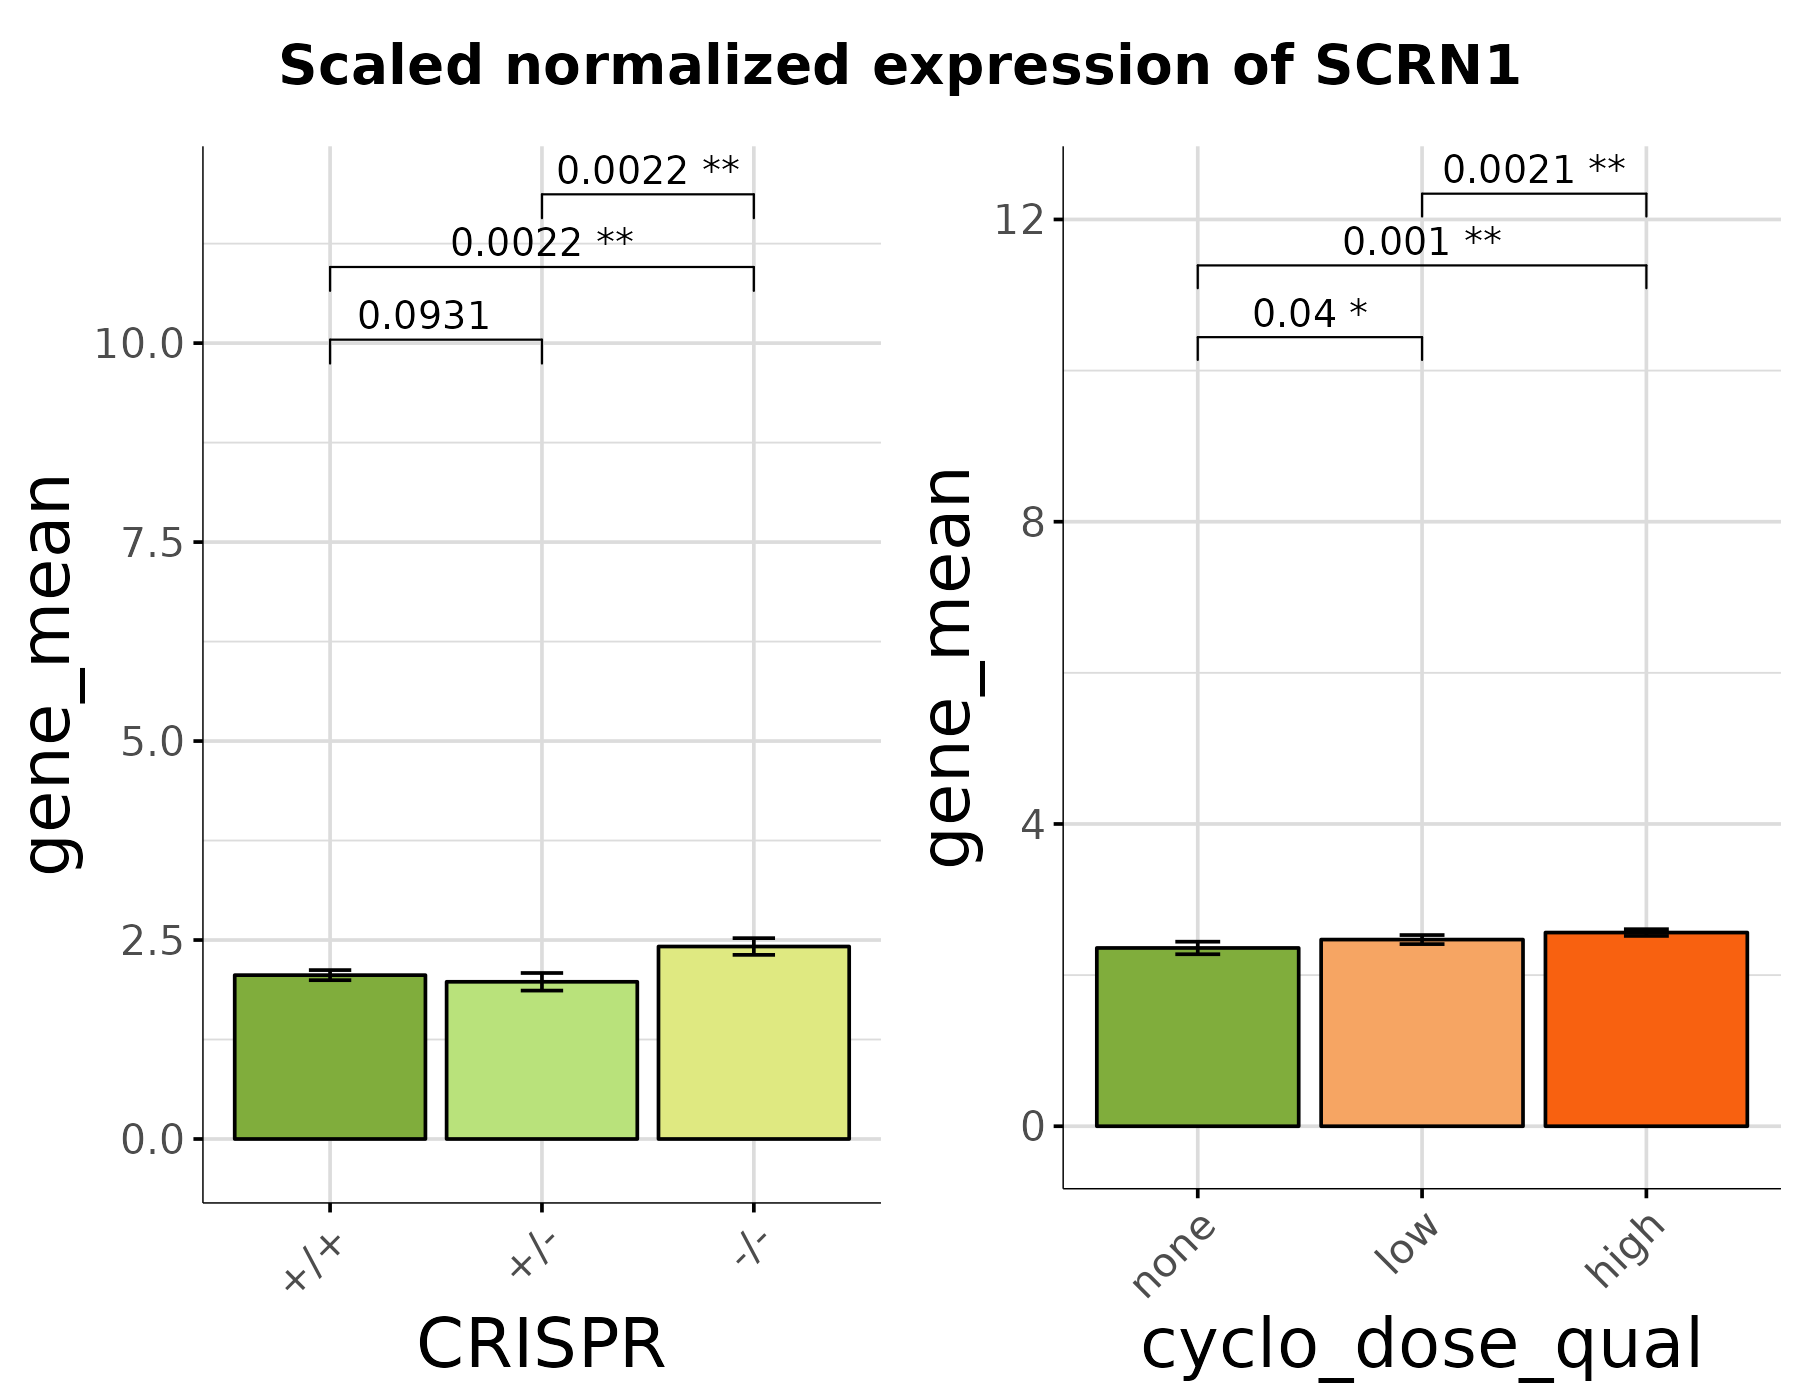 Scaled normalized expression of SCRN1
gene_mean
10.0
7.5
5.0
2.5
0.0
0.0022 **
0.0022 **
0.0931
+/+
+/-
-/-
CRISPR
gene_mean
12
8
4
0
0.0021 **
0.001 **
0.04 *
none
low
high
cyclo_dose_qual